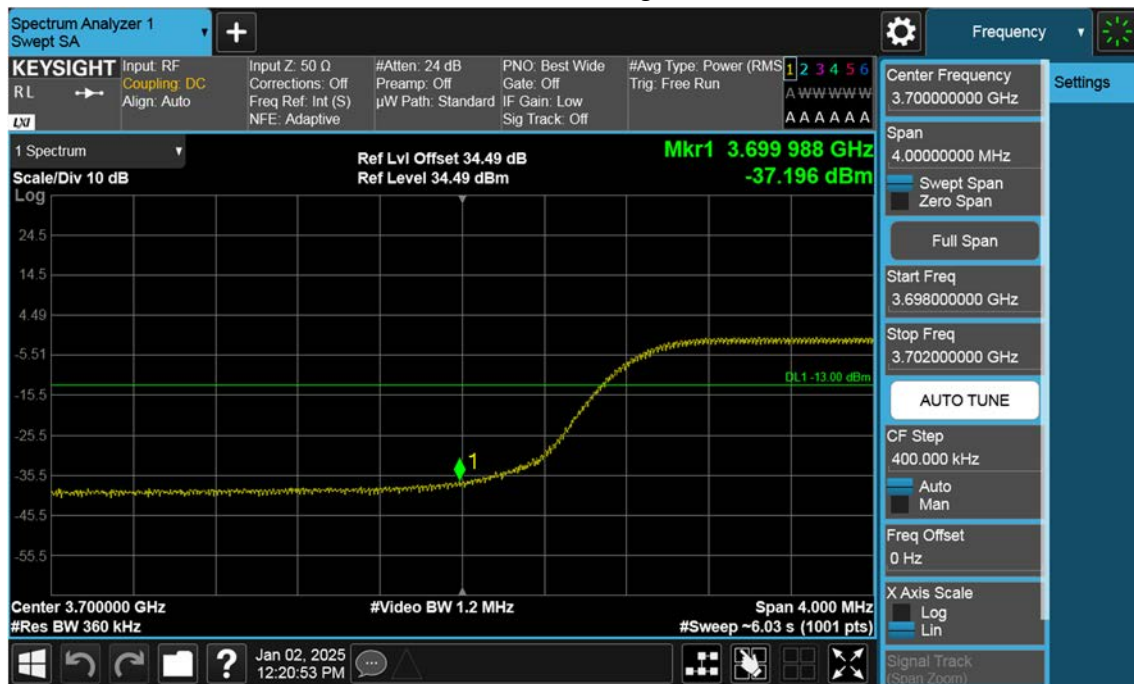 Spectrum Analyzer 1
Swept SA
+
Frequency
KEYSIGHT
RL
LXI
Input: RF
Coupling: DC
Align: Auto
Input Z: 50 Ω
Corrections: Off
Freq Ref: Int (S)
NFE: Adaptive
#Atten: 24 dB
Preamp: Off
µW Path: Standard
PNO: Best Wide
Gate: Off
IF Gain: Low
Sig Track: Off
#Avg Type: Power (RMS
Trig: Free Run
1 2 3 4 5 6
A W W W W W
A A A A A A
1 Spectrum
Scale/Div 10 dB
Ref Lvl Offset 34.49 dB
Ref Level 34.49 dBm
Mkr1 3.699 988 GHz
-37.196 dBm
Log
24.5
14.5
4.49
-5.51
-15.5
-25.5
-35.5
-45.5
-55.5
DL1 -13.00 dBm
1
Center 3.700000 GHz
#Res BW 360 kHz
#Video BW 1.2 MHz
Span 4.000 MHz
#Sweep ~6.03 s (1001 pts)
?
Jan 02, 2025
12:20:53 PM
Center Frequency
3.700000000 GHz
Settings
Span
4.00000000 MHz
Swept Span
Zero Span
Full Span
Start Freq
3.698000000 GHz
Stop Freq
3.702000000 GHz
AUTO TUNE
CF Step
400.000 kHz
Auto
Man
Freq Offset
0 Hz
X Axis Scale
Log
Lin
Signal Track
(Span Zoom)